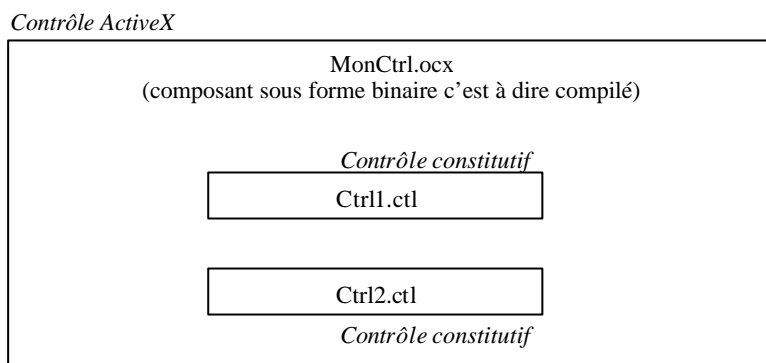 Contrôle ActiveX
MonCtrl.ocx
(composant sous forme binaire c’est à dire compilé)
Contrôle constitutif
Ctrl1.ctl
Ctrl2.ctl
Contrôle constitutif